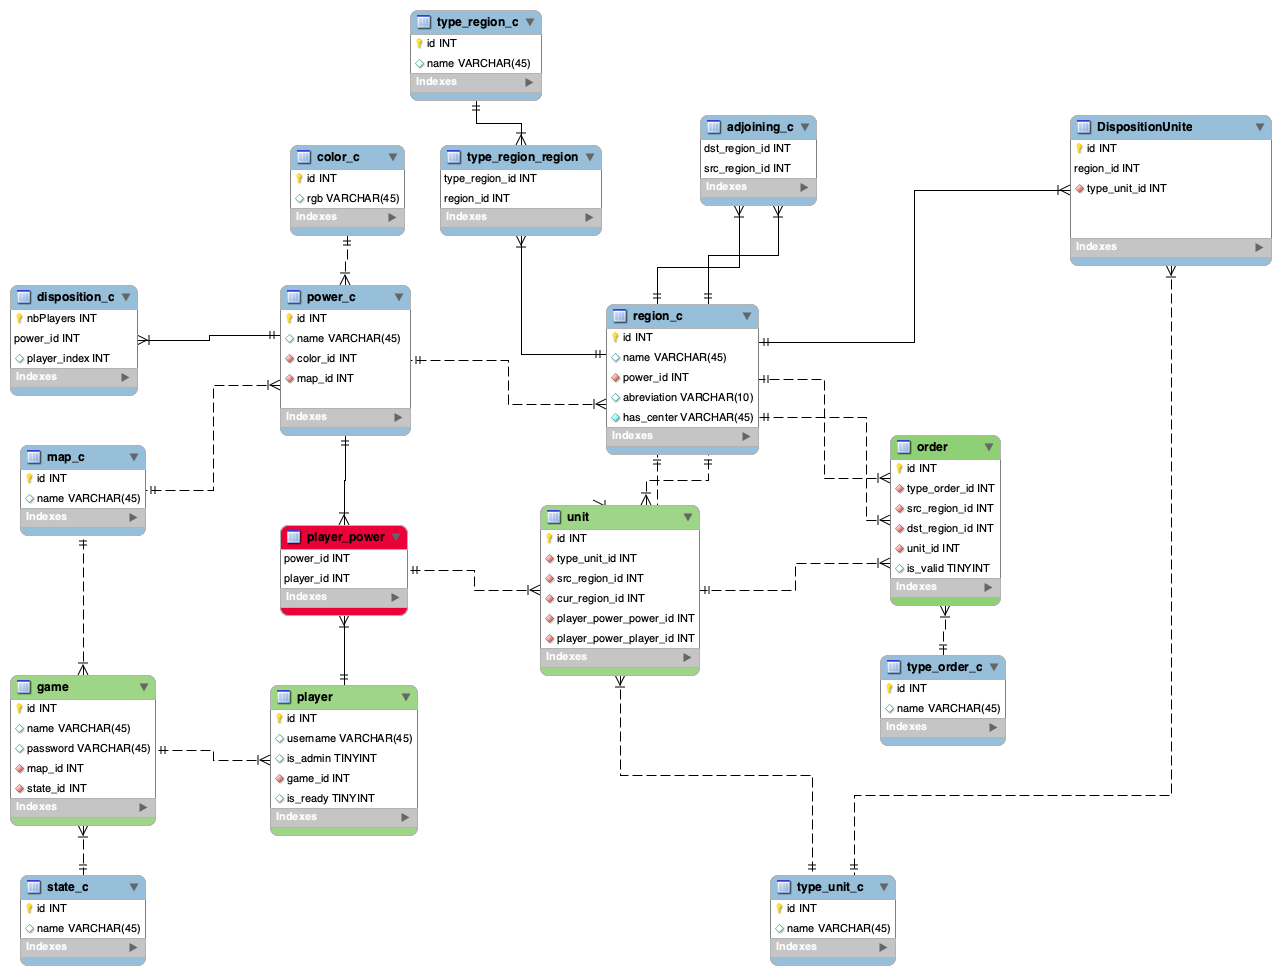 type_region_c
id INT
name VARCHAR(45)
Indexes
adjoining_c
dst_region_id INT
src_region_id INT
Indexes
DispositionUnite
id INT
region_id INT
type_unit_id INT
Indexes
color_c
id INT
rgb VARCHAR(45)
Indexes
type_region_region
type_region_id INT
region_id INT
Indexes
disposition_c
nbPlayers INT
power_id INT
player_index INT
Indexes
power_c
id INT
name VARCHAR(45)
color_id INT
map_id INT
Indexes
region_c
id INT
name VARCHAR(45)
power_id INT
abreviation VARCHAR(10)
has_center VARCHAR(45)
Indexes
map_c
id INT
name VARCHAR(45)
Indexes
order
id INT
type_order_id INT
src_region_id INT
dst_region_id INT
unit_id INT
is_valid TINYINT
Indexes
player_power
power_id INT
player_id INT
Indexes
unit
id INT
type_unit_id INT
src_region_id INT
cur_region_id INT
player_power_power_id INT
player_power_player_id INT
Indexes
type_order_c
id INT
name VARCHAR(45)
Indexes
game
id INT
name VARCHAR(45)
password VARCHAR(45)
map_id INT
state_id INT
Indexes
player
id INT
username VARCHAR(45)
is_admin TINYINT
game_id INT
is_ready TINYINT
Indexes
state_c
id INT
name VARCHAR(45)
Indexes
type_unit_c
id INT
name VARCHAR(45)
Indexes